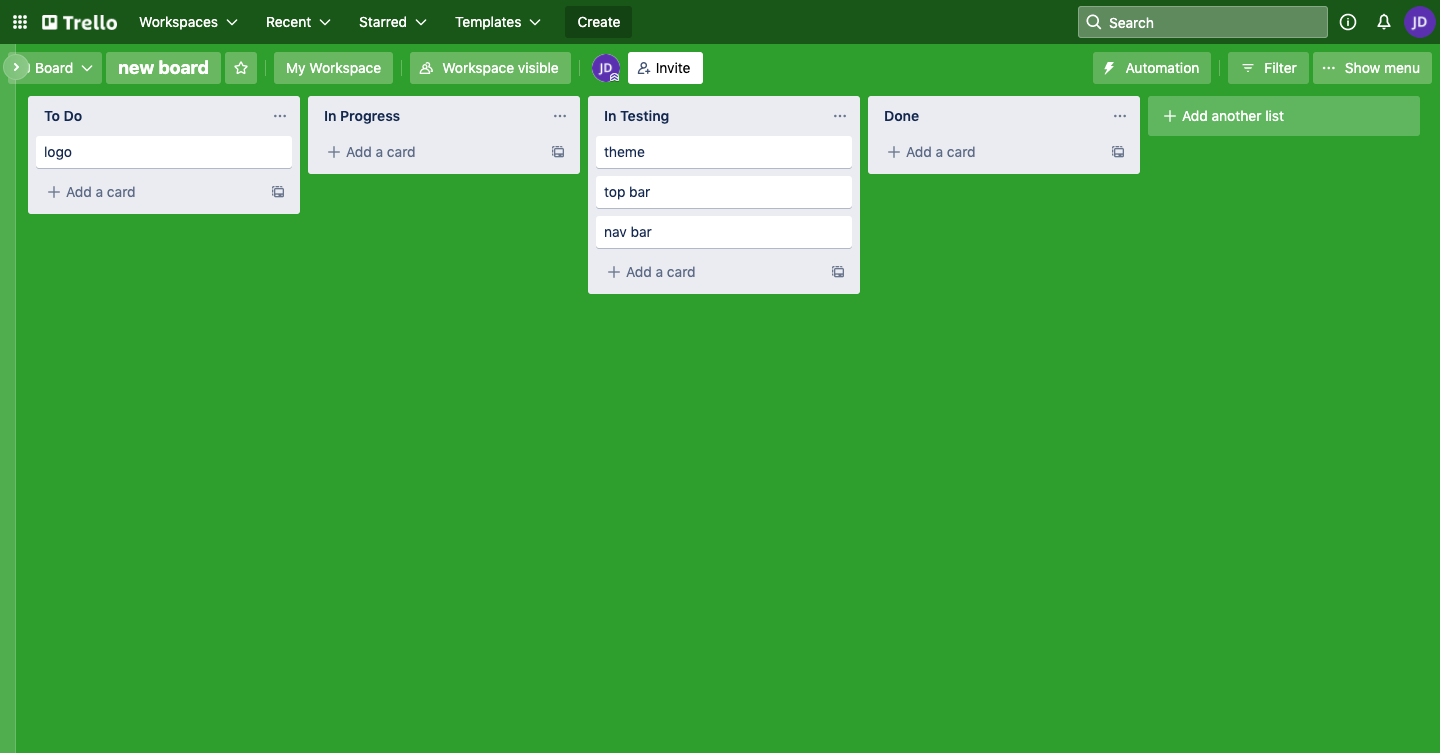 Trello Workspaces Recent Starred Templates Create Search JD
Board new board My Workspace Workspace visible JD Invite Automation Filter Show menu
To Do
logo
Add a card
In Progress
Add a card
In Testing
theme
top bar
nav bar
Add a card
Done
Add a card
Add another list